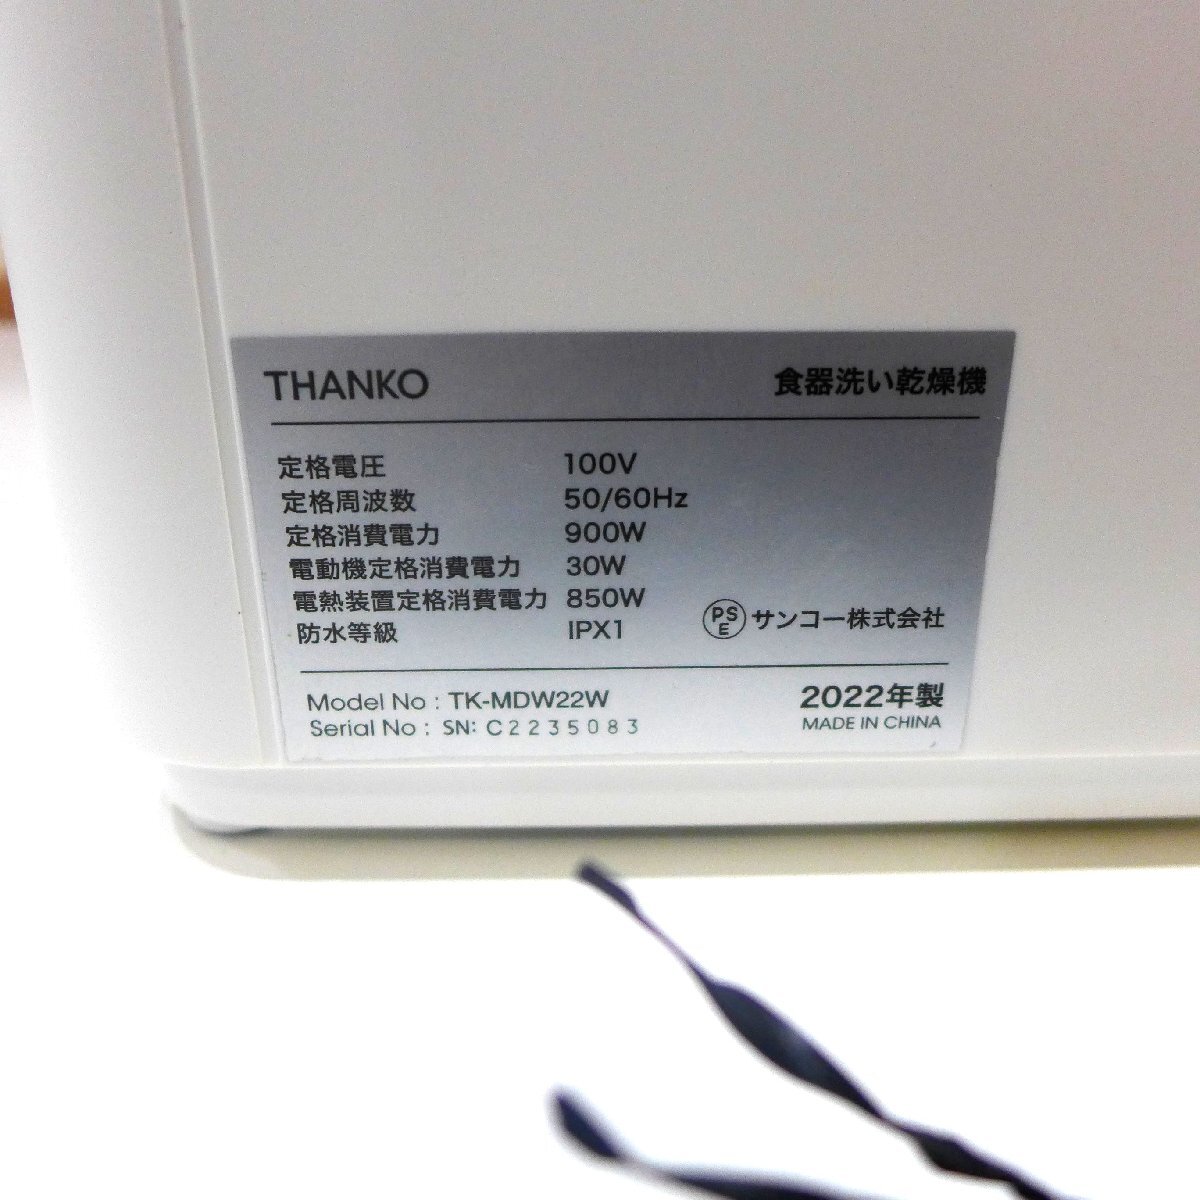 THANKO 食器洗い乾燥機
定格電圧 100V
定格周波数 50/60Hz
定格消費電力 900W
電動機定格消費電力 30W
電熱装置定格消費電力 850W
防水等級 IPX1
PSE サンコー株式会社
Model No : TK-MDW22W 2022年製
Serial No : SN: C2235083 MADE IN CHINA